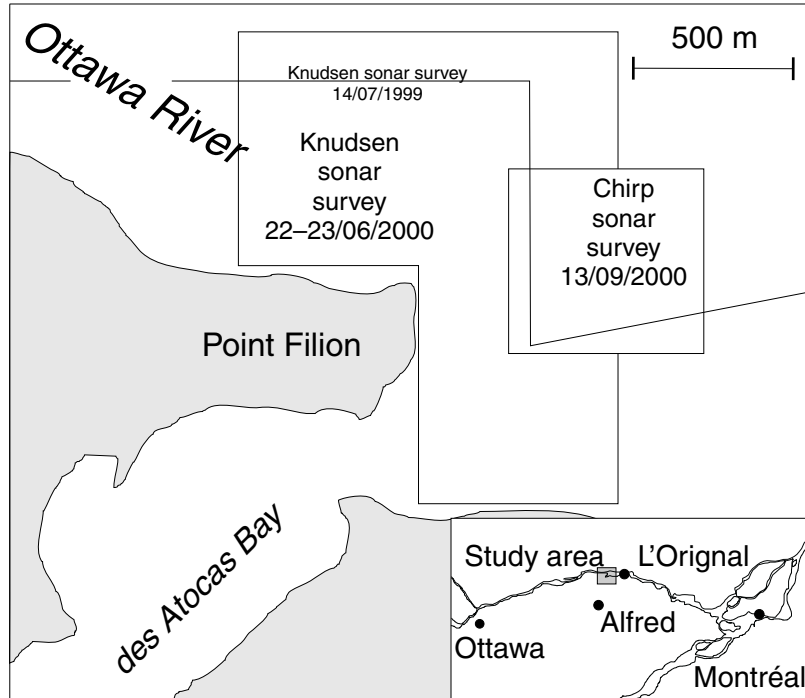 Ottawa River
500 m
Knudsen sonar survey
14/07/1999
Knudsen
sonar
survey
22–23/06/2000
Chirp
sonar
survey
13/09/2000
Point Filion
des Atocas Bay
Study area
L'Orignal
Alfred
Ottawa
Montréal